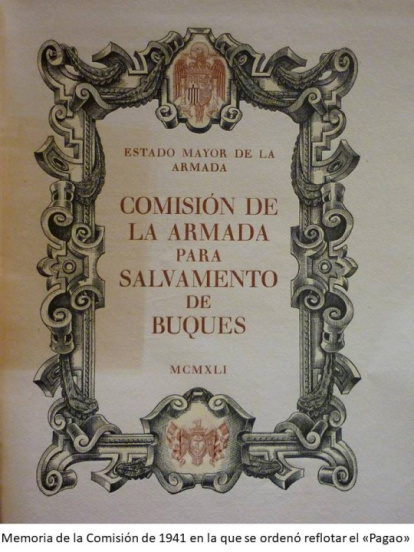 ESTADO MAYOR DE LA
ARMADA
COMISIÓN DE
LA ARMADA
PARA
SALVAMENTO
DE
BUQUES
MCMXLI
Memoria de la Comisión de 1941 en la que se ordenó reflotar el «Pagao»